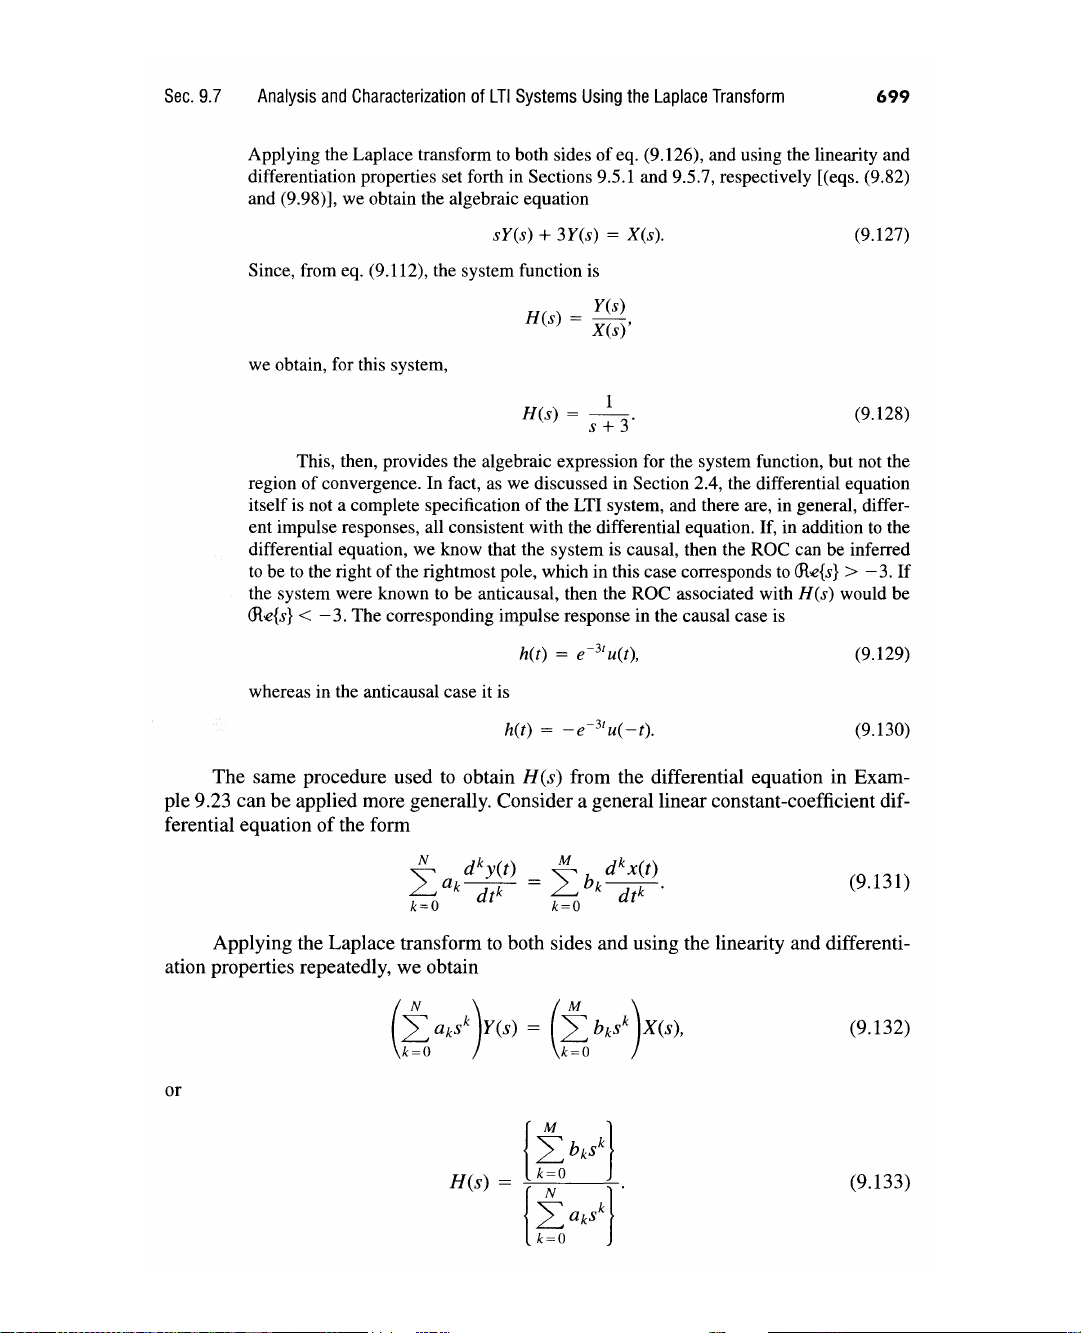 Sec. 9.7 Analysis and Characterization of LTI Systems Using the Laplace Transform 699
Applying the Laplace transform to both sides of eq. (9.126), and using the linearity and
differentiation properties set forth in Sections 9.5.1 and 9.5.7, respectively [(eqs. (9.82)
and (9.98)], we obtain the algebraic equation
sY(s) + 3Y(s) = X(s). (9.127)
Since, from eq. (9.112), the system function is
H(s) = \frac{Y(s)}{X(s)},
we obtain, for this system,
H(s) = \frac{1}{s + 3}. (9.128)
This, then, provides the algebraic expression for the system function, but not the
region of convergence. In fact, as we discussed in Section 2.4, the differential equation
itself is not a complete specification of the LTI system, and there are, in general, differ-
ent impulse responses, all consistent with the differential equation. If, in addition to the
differential equation, we know that the system is causal, then the ROC can be inferred
to be to the right of the rightmost pole, which in this case corresponds to ℜe{s} > −3. If
the system were known to be anticausal, then the ROC associated with H(s) would be
ℜe{s} < −3. The corresponding impulse response in the causal case is
h(t) = e^{-3t}u(t), (9.129)
whereas in the anticausal case it is
h(t) = −e^{-3t}u(−t). (9.130)
The same procedure used to obtain H(s) from the differential equation in Exam-
ple 9.23 can be applied more generally. Consider a general linear constant-coefficient dif-
ferential equation of the form
\sum_{k=0}^{N} a_k \frac{d^k y(t)}{dt^k} = \sum_{k=0}^{M} b_k \frac{d^k x(t)}{dt^k}. (9.131)
Applying the Laplace transform to both sides and using the linearity and differenti-
ation properties repeatedly, we obtain
\left( \sum_{k=0}^{N} a_k s^k \right) Y(s) = \left( \sum_{k=0}^{M} b_k s^k \right) X(s), (9.132)
or
H(s) = \frac{\left\{ \sum_{k=0}^{M} b_k s^k \right\}}{\left\{ \sum_{k=0}^{N} a_k s^k \right\}}. (9.133)